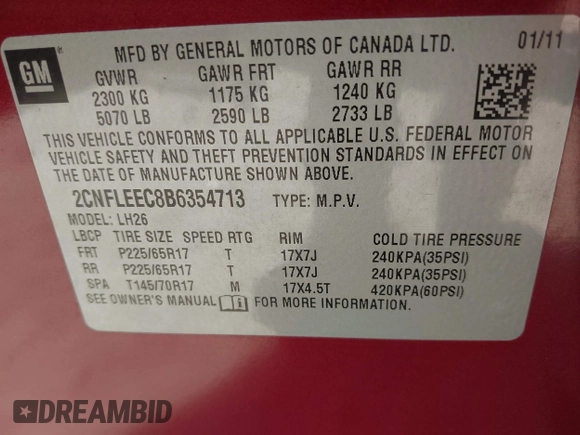 GM ®
MFD BY GENERAL MOTORS OF CANADA LTD. 01/11
GVWR GAWR FRT GAWR RR
2300 KG 1175 KG 1240 KG
5070 LB 2590 LB 2733 LB
THIS VEHICLE CONFORMS TO ALL APPLICABLE U.S. FEDERAL MOTOR
VEHICLE SAFETY AND THEFT PREVENTION STANDARDS IN EFFECT ON
THE DATE OF MANUFACTURE SHOWN ABOVE.
2CNFLEEC8B6354713 TYPE: M.P.V.
MODEL: LH26
LBCP TIRE SIZE SPEED RTG RIM COLD TIRE PRESSURE
FRT P225/65R17 T 17X7J 240KPA(35PSI)
RR P225/65R17 T 17X7J 240KPA(35PSI)
SPA T145/70R17 M 17X4.5T 420KPA(60PSI)
SEE OWNER'S MANUAL FOR MORE INFORMATION.
DREAMBID